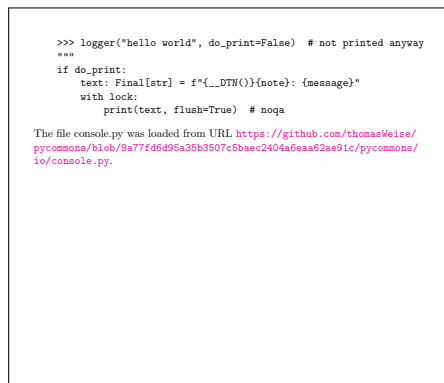 >>> logger("hello world", do_print=False)  # not printed anyway
"""
if do_print:
    text: Final[str] = f"{__DTN()}{note}: {message}"
    with lock:
        print(text, flush=True)  # noqa
The file console.py was loaded from URL https://github.com/thomasWeise/
pycommons/blob/9a77fd6d95a35b3507c5baec2404a6eaa62ae91c/pycommons/
io/console.py.